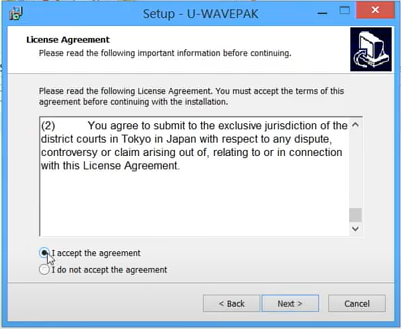 Setup - U-WAVEPAK
License Agreement
Please read the following important information before continuing.
Please read the following License Agreement. You must accept the terms of this
agreement before continuing with the installation.
(2) You agree to submit to the exclusive jurisdiction of the
district courts in Tokyo in Japan with respect to any dispute,
controversy or claim arising out of, relating to or in connection
with this License Agreement.
I accept the agreement
I do not accept the agreement
< Back
Next >
Cancel